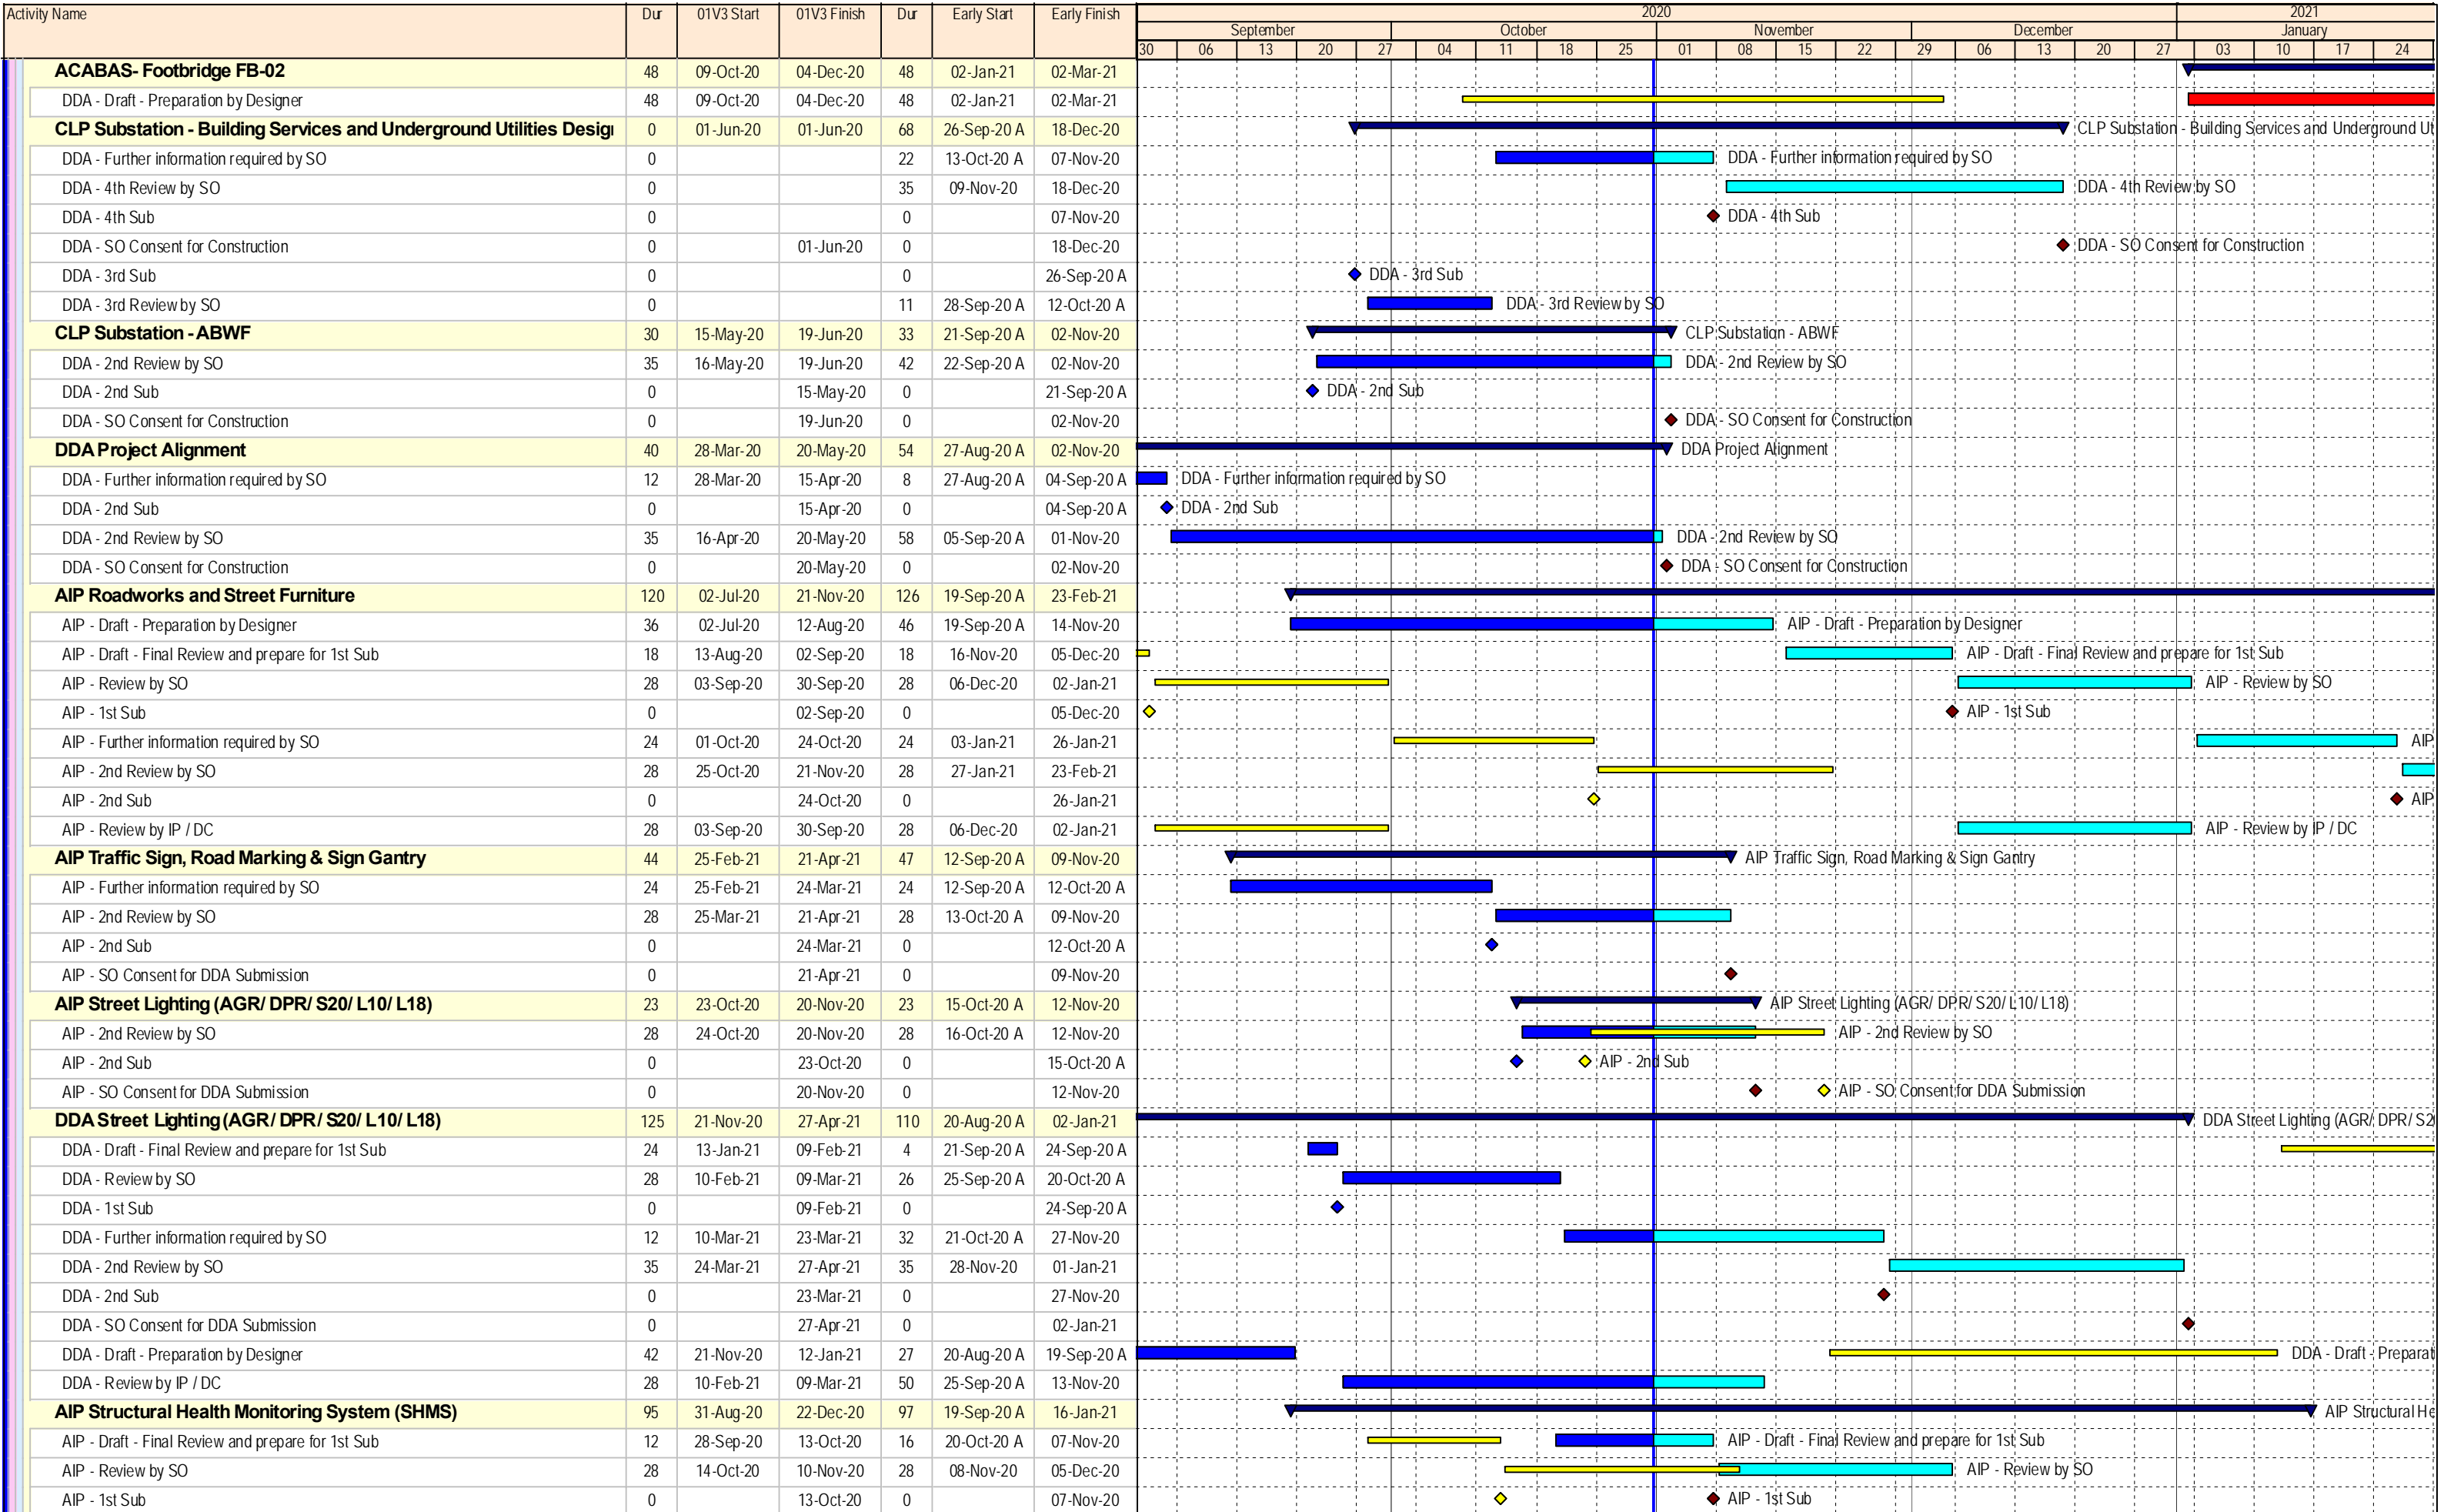 Activity Name Dur 01V3 Start 01V3 Finish Dur Early Start Early Finish 2020 2021
September October November December January
30 06 13 20 27 04 11 18 25 01 08 15 22 29 06 13 20 27 03 10 17 24
ACABAS- Footbridge FB-02 48 09-Oct-20 04-Dec-20 48 02-Jan-21 02-Mar-21
DDA - Draft - Preparation by Designer 48 09-Oct-20 04-Dec-20 48 02-Jan-21 02-Mar-21
CLP Substation - Building Services and Underground Utilities Desig 0 01-Jun-20 01-Jun-20 68 26-Sep-20 A 18-Dec-20 CLP Substation - Building Services and Underground Ut
DDA - Further information required by SO 0 22 13-Oct-20 A 07-Nov-20 DDA - Further information required by SO
DDA - 4th Review by SO 0 35 09-Nov-20 18-Dec-20 DDA - 4th Review by SO
DDA - 4th Sub 0 0 07-Nov-20 DDA - 4th Sub
DDA - SO Consent for Construction 0 01-Jun-20 0 18-Dec-20 DDA - SO Consent for Construction
DDA - 3rd Sub 0 0 26-Sep-20 A DDA - 3rd Sub
DDA - 3rd Review by SO 0 11 28-Sep-20 A 12-Oct-20 A DDA - 3rd Review by SO
CLP Substation - ABWF 30 15-May-20 19-Jun-20 33 21-Sep-20 A 02-Nov-20 CLP Substation - ABWF
DDA - 2nd Review by SO 35 16-May-20 19-Jun-20 42 22-Sep-20 A 02-Nov-20 DDA - 2nd Review by SO
DDA - 2nd Sub 0 15-May-20 0 21-Sep-20 A DDA - 2nd Sub
DDA - SO Consent for Construction 0 19-Jun-20 0 02-Nov-20 DDA - SO Consent for Construction
DDA Project Alignment 40 28-Mar-20 20-May-20 54 27-Aug-20 A 02-Nov-20 DDA Project Alignment
DDA - Further information required by SO 12 28-Mar-20 15-Apr-20 8 27-Aug-20 A 04-Sep-20 A DDA - Further information required by SO
DDA - 2nd Sub 0 15-Apr-20 0 04-Sep-20 A DDA - 2nd Sub
DDA - 2nd Review by SO 35 16-Apr-20 20-May-20 58 05-Sep-20 A 01-Nov-20 DDA - 2nd Review by SO
DDA - SO Consent for Construction 0 20-May-20 0 02-Nov-20 DDA - SO Consent for Construction
AIP Roadworks and Street Furniture 120 02-Jul-20 21-Nov-20 126 19-Sep-20 A 23-Feb-21
AIP - Draft - Preparation by Designer 36 02-Jul-20 12-Aug-20 46 19-Sep-20 A 14-Nov-20 AIP - Draft - Preparation by Designer
AIP - Draft - Final Review and prepare for 1st Sub 18 13-Aug-20 02-Sep-20 18 16-Nov-20 05-Dec-20 AIP - Draft - Final Review and prepare for 1st Sub
AIP - Review by SO 28 03-Sep-20 30-Sep-20 28 06-Dec-20 02-Jan-21 AIP - Review by SO
AIP - 1st Sub 0 02-Sep-20 0 05-Dec-20 AIP - 1st Sub
AIP - Further information required by SO 24 01-Oct-20 24-Oct-20 24 03-Jan-21 26-Jan-21 AIP
AIP - 2nd Review by SO 28 25-Oct-20 21-Nov-20 28 27-Jan-21 23-Feb-21
AIP - 2nd Sub 0 24-Oct-20 0 26-Jan-21 AIP
AIP - Review by IP / DC 28 03-Sep-20 30-Sep-20 28 06-Dec-20 02-Jan-21 AIP - Review by IP / DC
AIP Traffic Sign, Road Marking & Sign Gantry 44 25-Feb-21 21-Apr-21 47 12-Sep-20 A 09-Nov-20 AIP Traffic Sign, Road Marking & Sign Gantry
AIP - Further information required by SO 24 25-Feb-21 24-Mar-21 24 12-Sep-20 A 12-Oct-20 A
AIP - 2nd Review by SO 28 25-Mar-21 21-Apr-21 28 13-Oct-20 A 09-Nov-20
AIP - 2nd Sub 0 24-Mar-21 0 12-Oct-20 A
AIP - SO Consent for DDA Submission 0 21-Apr-21 0 09-Nov-20
AIP Street Lighting (AGR/ DPR/ S20/ L10/ L18) 23 23-Oct-20 20-Nov-20 23 15-Oct-20 A 12-Nov-20 AIP Street Lighting (AGR/ DPR/ S20/ L10/ L18)
AIP - 2nd Review by SO 28 24-Oct-20 20-Nov-20 28 16-Oct-20 A 12-Nov-20 AIP - 2nd Review by SO
AIP - 2nd Sub 0 23-Oct-20 0 15-Oct-20 A AIP - 2nd Sub
AIP - SO Consent for DDA Submission 0 20-Nov-20 0 12-Nov-20 AIP - SO Consent for DDA Submission
DDA Street Lighting (AGR/ DPR/ S20/ L10/ L18) 125 21-Nov-20 27-Apr-21 110 20-Aug-20 A 02-Jan-21 DDA Street Lighting (AGR/ DPR/ S2
DDA - Draft - Final Review and prepare for 1st Sub 24 13-Jan-21 09-Feb-21 4 21-Sep-20 A 24-Sep-20 A
DDA - Review by SO 28 10-Feb-21 09-Mar-21 26 25-Sep-20 A 20-Oct-20 A
DDA - 1st Sub 0 09-Feb-21 0 24-Sep-20 A
DDA - Further information required by SO 12 10-Mar-21 23-Mar-21 32 21-Oct-20 A 27-Nov-20
DDA - 2nd Review by SO 35 24-Mar-21 27-Apr-21 35 28-Nov-20 01-Jan-21
DDA - 2nd Sub 0 23-Mar-21 0 27-Nov-20
DDA - SO Consent for DDA Submission 0 27-Apr-21 0 02-Jan-21
DDA - Draft - Preparation by Designer 42 21-Nov-20 12-Jan-21 27 20-Aug-20 A 19-Sep-20 A DDA - Draft - Preparat
DDA - Review by IP / DC 28 10-Feb-21 09-Mar-21 50 25-Sep-20 A 13-Nov-20
AIP Structural Health Monitoring System (SHMS) 95 31-Aug-20 22-Dec-20 97 19-Sep-20 A 16-Jan-21 AIP Structural He
AIP - Draft - Final Review and prepare for 1st Sub 12 28-Sep-20 13-Oct-20 16 20-Oct-20 A 07-Nov-20 AIP - Draft - Final Review and prepare for 1st Sub
AIP - Review by SO 28 14-Oct-20 10-Nov-20 28 08-Nov-20 05-Dec-20 AIP - Review by SO
AIP - 1st Sub 0 13-Oct-20 0 07-Nov-20 AIP - 1st Sub